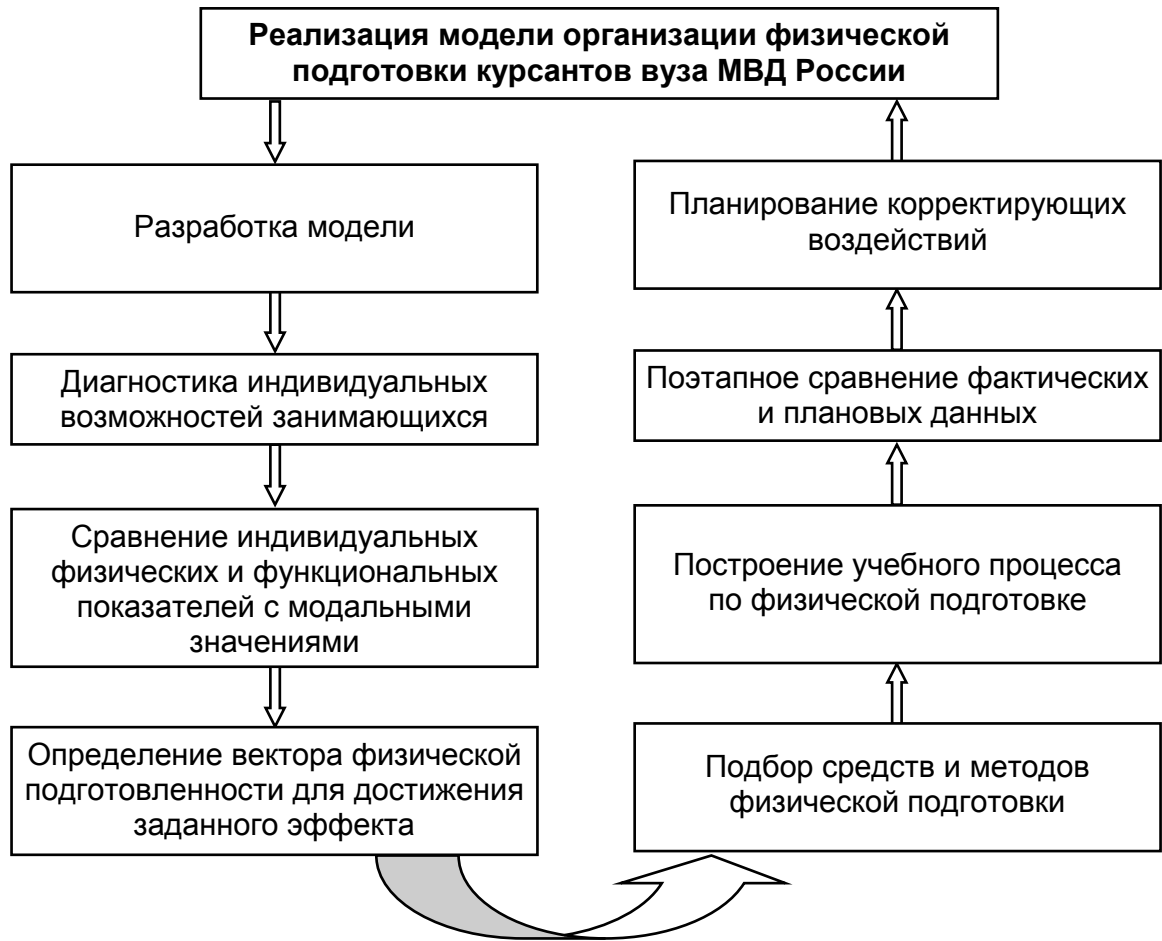 Реализация модели организации физической
подготовки курсантов вуза МВД России
Разработка модели
Диагностика индивидуальных
возможностей занимающихся
Сравнение индивидуальных
физических и функциональных
показателей с модальными
значениями
Определение вектора физической
подготовленности для достижения
заданного эффекта
Планирование корректирующих
воздействий
Поэтапное сравнение фактических
и плановых данных
Построение учебного процесса
по физической подготовке
Подбор средств и методов
физической подготовки